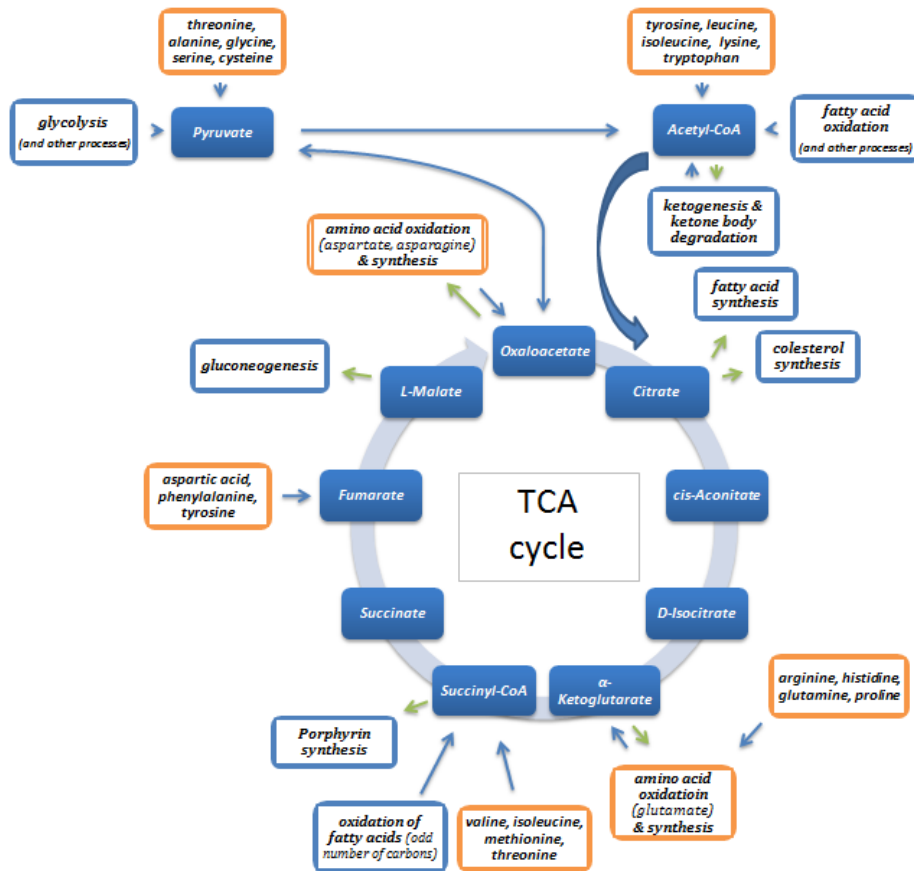 threonine,
alanine, glycine,
serine, cysteine
tyrosine, leucine,
isoleucine, lysine,
tryptophan
glycolysis
(and other processes)
Pyruvate
Acetyl-CoA
fatty acid
oxidation
(and other processes)
ketogenesis &
ketone body
degradation
amino acid oxidation
(aspartate, asparagine)
& synthesis
fatty acid
synthesis
colesterol
synthesis
Oxaloacetate
gluconeogenesis
L-Malate
Citrate
aspartic acid,
phenylalanine,
tyrosine
Fumarate
cis-Aconitate
TCA
cycle
Succinate
D-Isocitrate
Succinyl-CoA
α-
Ketoglutarate
arginine, histidine,
glutamine, proline
Porphyrin
synthesis
oxidation of
fatty acids (odd
number of carbons)
valine, isoleucine,
methionine,
threonine
amino acid
oxidatioin
(glutamate)
& synthesis